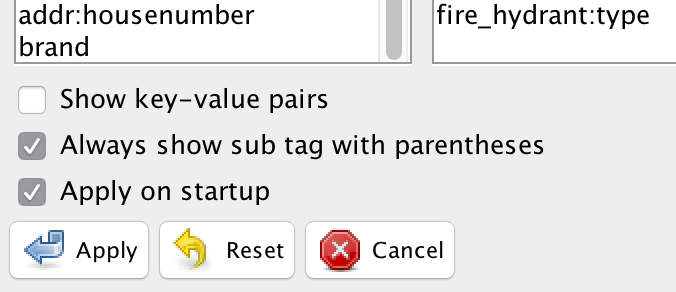 addr:housenumber
brand
fire_hydrant:type
Show key-value pairs
Always show sub tag with parentheses
Apply on startup
Apply Reset Cancel